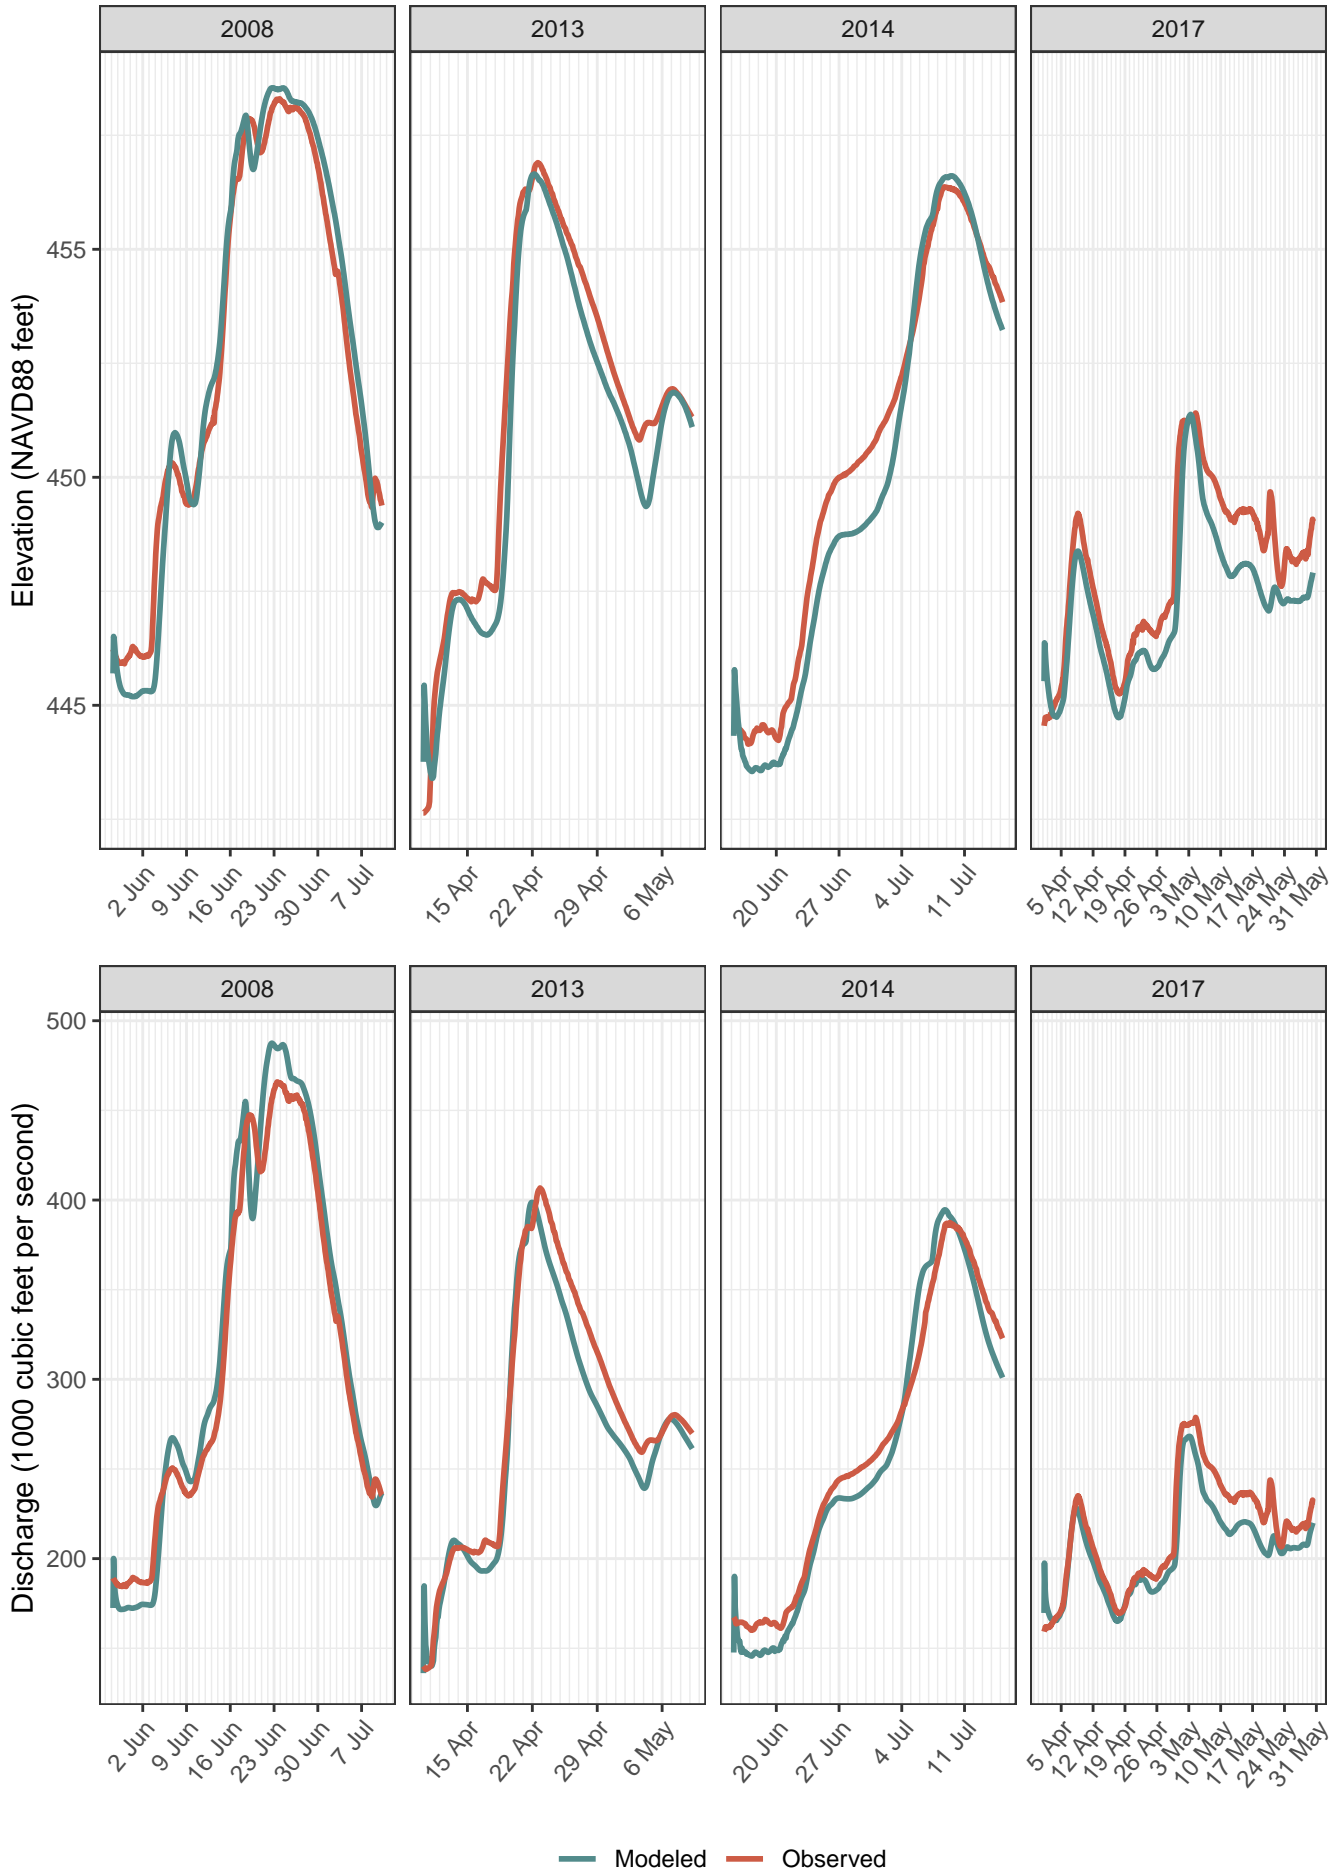 2008 2013 2014 2017
Elevation (NAVD88 feet)
455
450
445
2 Jun 9 Jun 16 Jun 23 Jun 30 Jun 7 Jul 15 Apr 22 Apr 29 Apr 6 May 20 Jun 27 Jun 4 Jul 11 Jul 5 Apr 12 Apr 19 Apr 26 Apr 3 May 10 May 17 May 24 May 31 May
2008 2013 2014 2017
Discharge (1000 cubic feet per second)
500
400
300
200
2 Jun 9 Jun 16 Jun 23 Jun 30 Jun 7 Jul 15 Apr 22 Apr 29 Apr 6 May 20 Jun 27 Jun 4 Jul 11 Jul 5 Apr 12 Apr 19 Apr 26 Apr 3 May 10 May 17 May 24 May 31 May
Modeled Observed